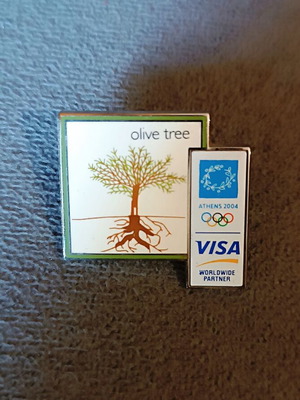 olive tree
ATHENS 2004
VISA
WORLDWIDE
PARTNER